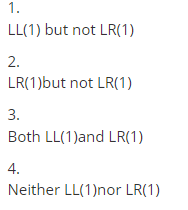 1.
LL(1) but not LR(1)
2.
LR(1)but not LR(1)
3.
Both LL(1)and LR(1)
4.
Neither LL(1)nor LR(1)